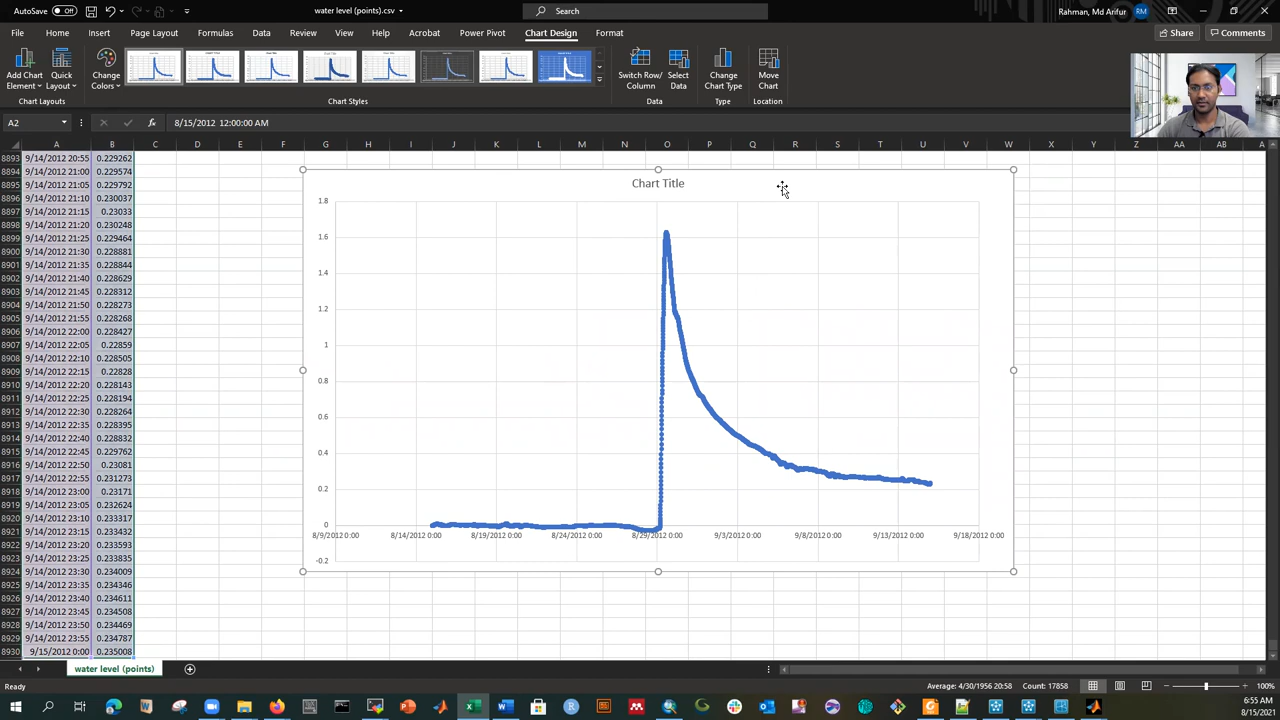 AutoSave Off water level (points).csv Search Rahman, Md Arifur RM
File Home Insert Page Layout Formulas Data Review View Help Acrobat Power Pivot Chart Design Format Share Comments
Add Chart Element Quick Layout Change Colors Switch Row/ Column Select Data Change Chart Type Move Chart
Chart Layouts Chart Styles Data Type Location
A2 fx 8/15/2012 12:00:00 AM
A B C D E F G H I J K L M N O P Q R S T U V W X Y Z AA AB A
8893 9/14/2012 20:55 0.229262
8894 9/14/2012 21:00 0.229574
8895 9/14/2012 21:05 0.229792
8896 9/14/2012 21:10 0.230037
8897 9/14/2012 21:15 0.23033
8898 9/14/2012 21:20 0.230248
8899 9/14/2012 21:25 0.229464
8900 9/14/2012 21:30 0.228881
8901 9/14/2012 21:35 0.228844
8902 9/14/2012 21:40 0.228629
8903 9/14/2012 21:45 0.228312
8904 9/14/2012 21:50 0.228273
8905 9/14/2012 21:55 0.228268
8906 9/14/2012 22:00 0.228427
8907 9/14/2012 22:05 0.22859
8908 9/14/2012 22:10 0.228505
8909 9/14/2012 22:15 0.22828
8910 9/14/2012 22:20 0.228143
8911 9/14/2012 22:25 0.228194
8912 9/14/2012 22:30 0.228264
8913 9/14/2012 22:35 0.228395
8914 9/14/2012 22:40 0.228832
8915 9/14/2012 22:45 0.229762
8916 9/14/2012 22:50 0.23081
8917 9/14/2012 22:55 0.231273
8918 9/14/2012 23:00 0.23171
8919 9/14/2012 23:05 0.232624
8920 9/14/2012 23:10 0.233317
8921 9/14/2012 23:15 0.233432
8922 9/14/2012 23:20 0.233593
8923 9/14/2012 23:25 0.233835
8924 9/14/2012 23:30 0.234009
8925 9/14/2012 23:35 0.234346
8926 9/14/2012 23:40 0.234611
8927 9/14/2012 23:45 0.234508
8928 9/14/2012 23:50 0.234469
8929 9/14/2012 23:55 0.234787
8930 9/15/2012 0:00 0.235008
Chart Title
1.8
1.6
1.4
1.2
1
0.8
0.6
0.4
0.2
0
8/9/2012 0:00 8/14/2012 0:00 8/19/2012 0:00 8/24/2012 0:00 8/29/2012 0:00 9/3/2012 0:00 9/8/2012 0:00 9/13/2012 0:00 9/18/2012 0:00
-0.2
water level (points)
Ready Average: 4/30/1956 20:58 Count: 17858 100%
6:55 AM
8/15/2021